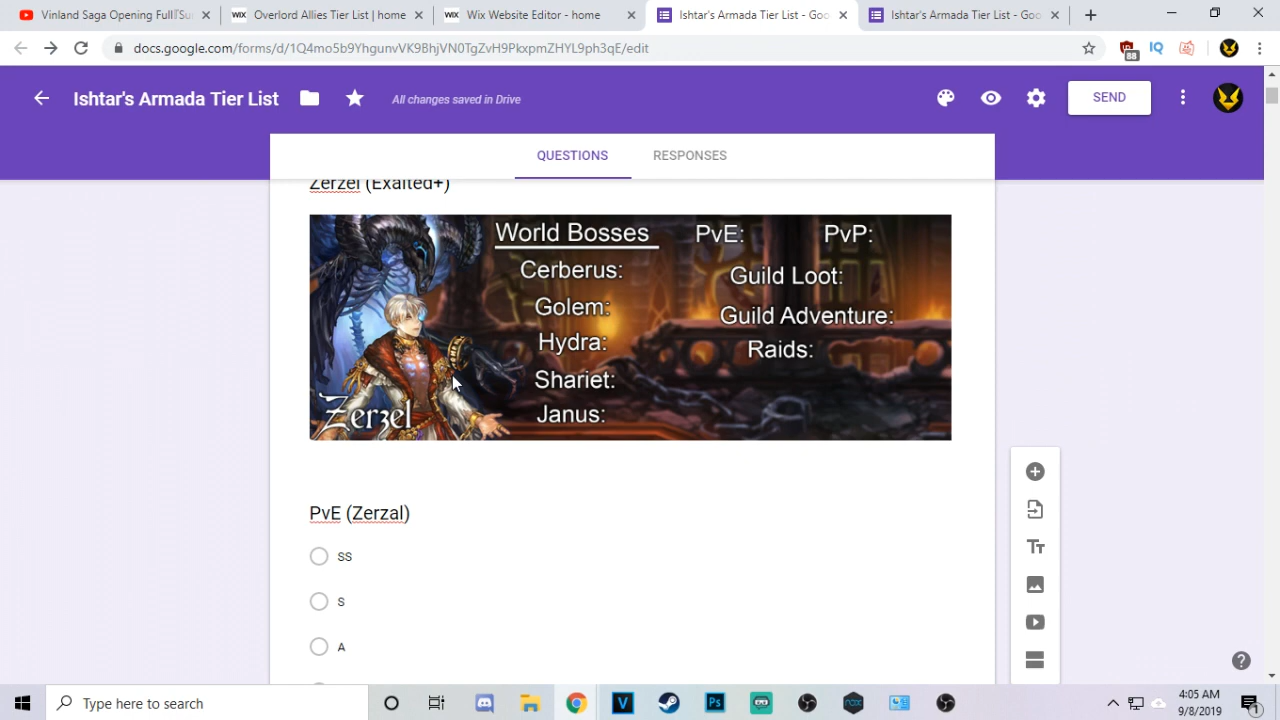 Vinland Saga Opening FullTSu
Overlord Allies Tier List | home
Wix Website Editor - home
Ishtar's Armada Tier List - Goo
Ishtar's Armada Tier List - Goo
docs.google.com/forms/d/1Q4mo5b9YhgunvVK9BhjVN0TgZvH9PkxpmZHYL9ph3qE/edit
88
IQ
Ishtar's Armada Tier List
All changes saved in Drive
SEND
QUESTIONS
RESPONSES
Zerzel (Exalted+)
World Bosses
PvE:
PvP:
Cerberus:
Guild Loot:
Golem:
Guild Adventure:
Hydra:
Raids:
Shariet:
Janus:
Zerzel
PvE (Zerzal)
SS
S
A
Type here to search
4:05 AM
9/8/2019